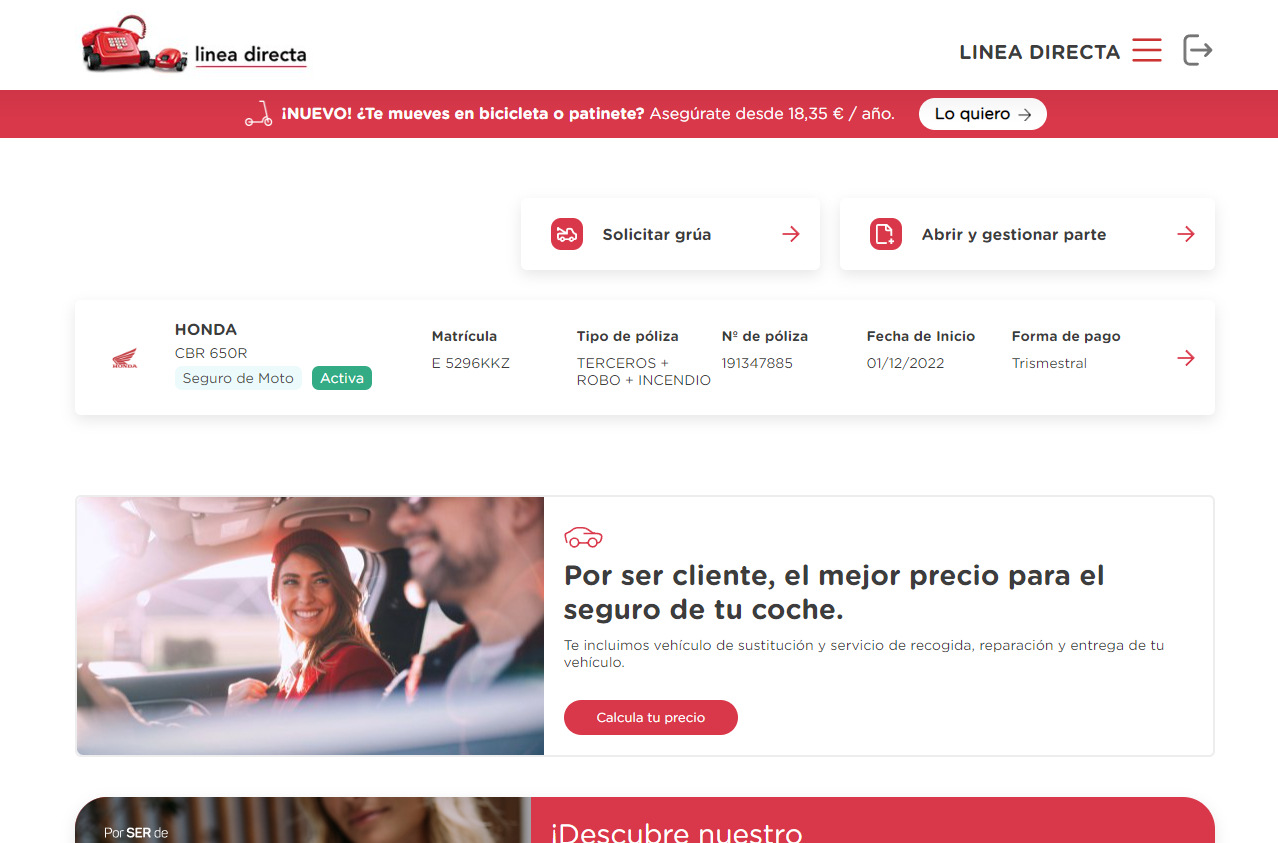 linea directa
LINEA DIRECTA
¡NUEVO! ¿Te mueves en bicicleta o patinete? Asegúrate desde 18,35 € / año.
Lo quiero →
Solicitar grúa
Abrir y gestionar parte
HONDA
HONDA
CBR 650R
Seguro de Moto
Activa
Matrícula
E 5296KKZ
Tipo de póliza
TERCEROS +
ROBO + INCENDIO
Nº de póliza
191347885
Fecha de Inicio
01/12/2022
Forma de pago
Trismestral
Por ser cliente, el mejor precio para el
seguro de tu coche.
Te incluimos vehículo de sustitución y servicio de recogida, reparación y entrega de tu
vehículo.
Calcula tu precio
Por SER de
¡Descubre nuestro